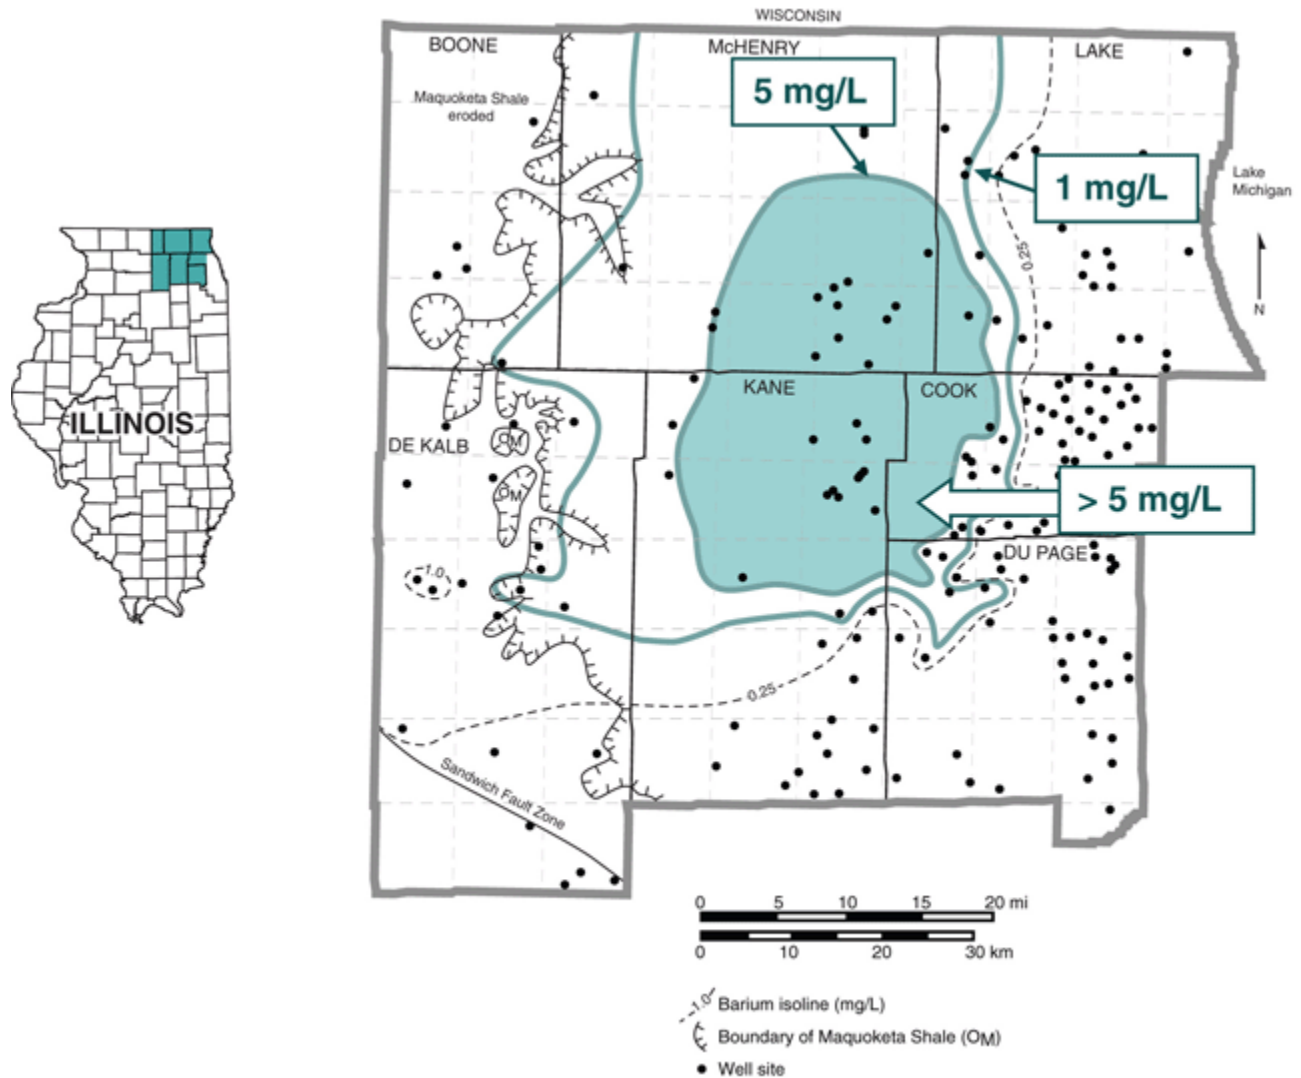 WISCONSIN
BOONE
McHENRY
LAKE
5 mg/L
Maquoketa Shale
eroded
Lake
Michigan
1 mg/L
0.25
N
KANE
COOK
ILLINOIS
DE KALB
OM
OM
> 5 mg/L
DU PAGE
1.0
0.25
Sandwich Fault Zone
0 5 10 15 20 mi
0 10 20 30 km
1.0 Barium isoline (mg/L)
Boundary of Maquoketa Shale (OM)
Well site